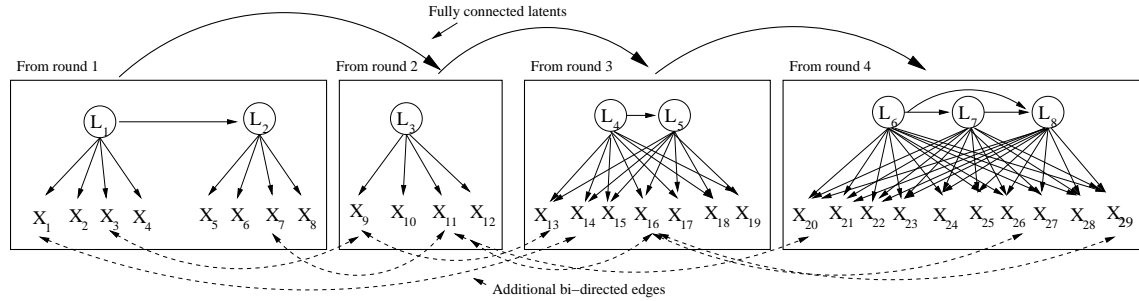 Fully connected latents
From round 1
From round 2
From round 3
From round 4
L1 L2 L3 L4 L5 L6 L7 L8
X1 X2 X3 X4 X5 X6 X7 X8 X9 X10 X11 X12 X13 X14 X15 X16 X17 X18 X19 X20 X21 X22 X23 X24 X25 X26 X27 X28 X29
Additional bi-directed edges